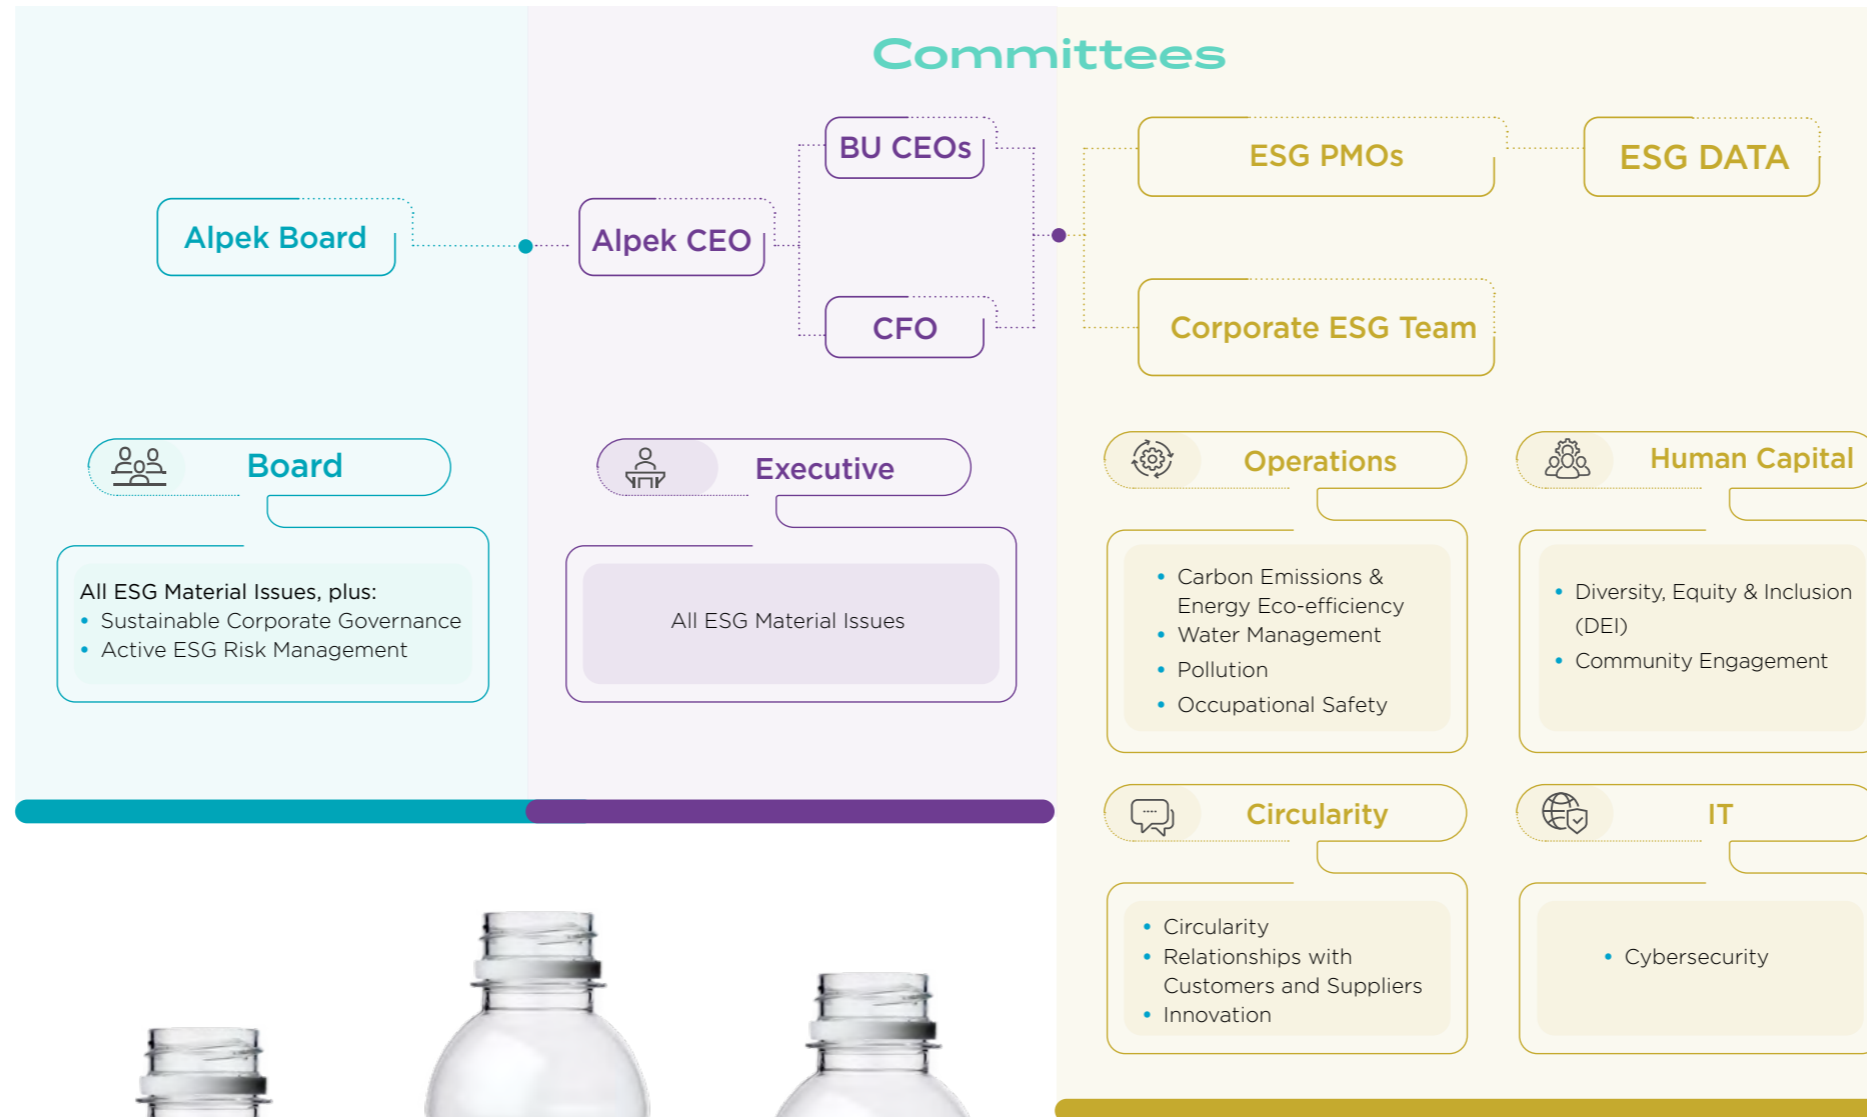 Committees
Alpek Board
Alpek CEO
BU CEOs
CFO
ESG PMOs
ESG DATA
Corporate ESG Team
Board
All ESG Material Issues, plus:
• Sustainable Corporate Governance
• Active ESG Risk Management
Executive
All ESG Material Issues
Operations
• Carbon Emissions &
Energy Eco-efficiency
• Water Management
• Pollution
• Occupational Safety
Human Capital
• Diversity, Equity & Inclusion
(DEI)
• Community Engagement
Circularity
• Circularity
• Relationships with
Customers and Suppliers
• Innovation
IT
• Cybersecurity